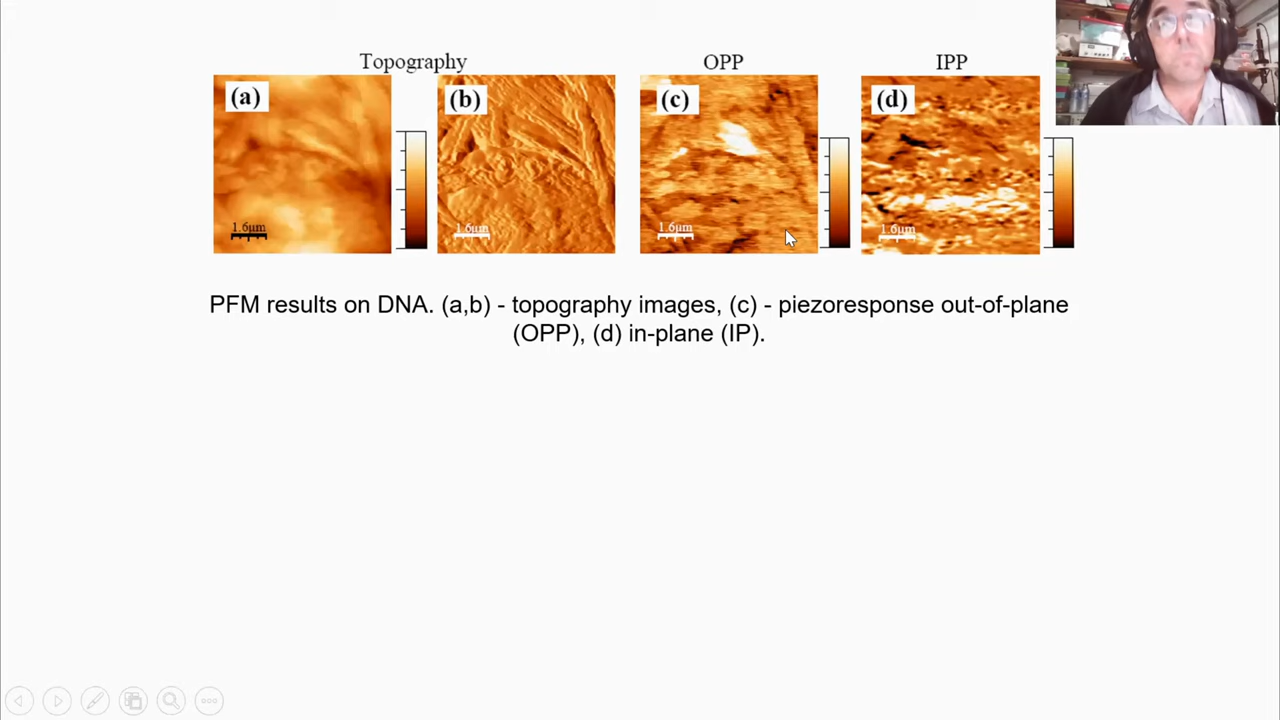 Topography
OPP
IPP
(a)
(b)
(c)
(d)
1.6μm
1.6μm
1.6μm
1.6μm
PFM results on DNA. (a,b) - topography images, (c) - piezoresponse out-of-plane
(OPP), (d) in-plane (IP).